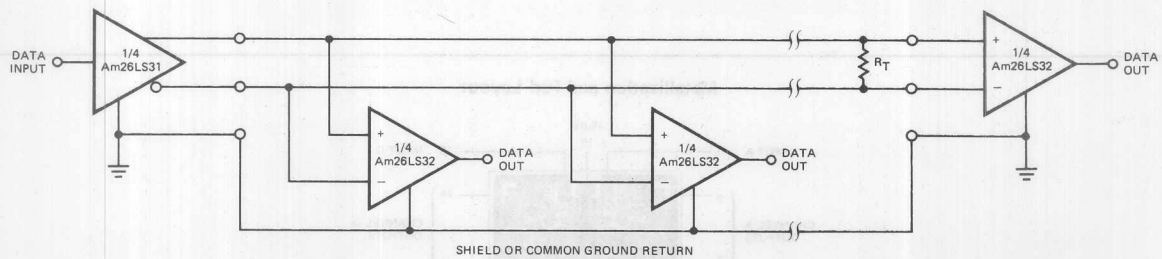 DATA
INPUT
1/4
Am26LS31
+
1/4
Am26LS32
−
DATA
OUT
+
1/4
Am26LS32
−
DATA
OUT
RT
+
1/4
Am26LS32
−
DATA
OUT
SHIELD OR COMMON GROUND RETURN